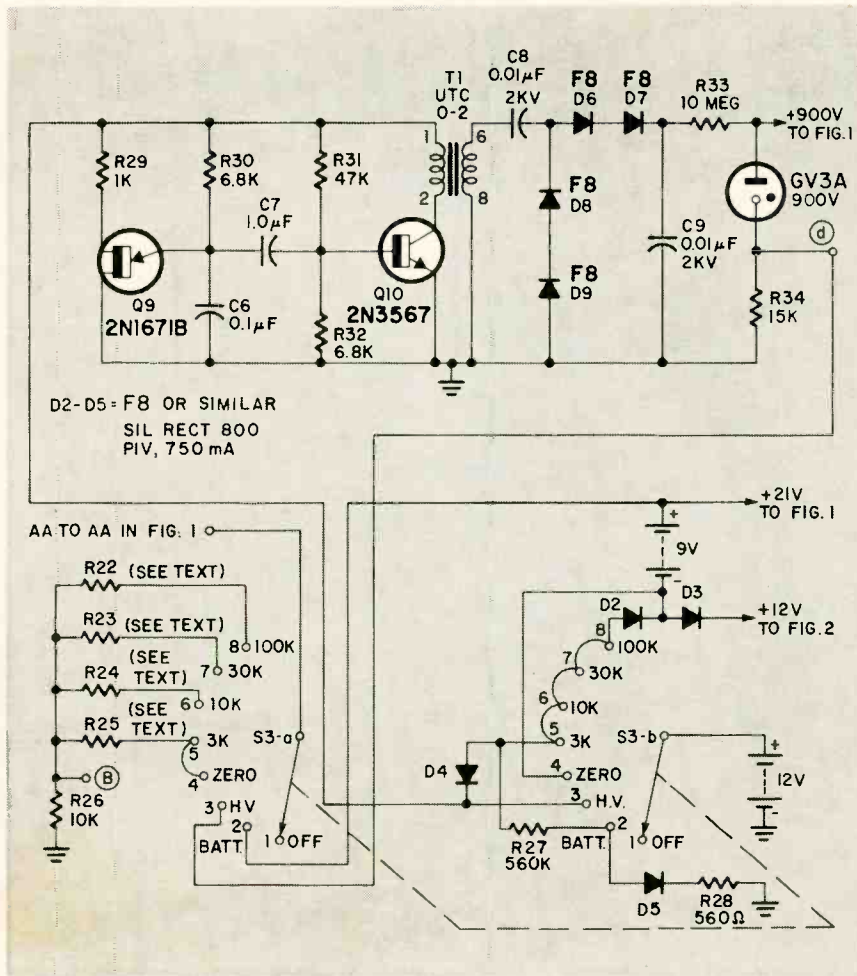 C8
0.01µF
2KV
T1
UTC
O-2
F8
D6
F8
D7
R33
10 MEG
+900V
TO FIG.1
1
2
6
8
R29
1K
R30
6.8K
R31
47K
C7
1.0µF
F8
D8
F8
D9
GV3A
900V
d
C9
0.01µF
2KV
R34
15K
Q9
2N1671B
C6
0.1µF
Q10
2N3567
R32
6.8K
D2-D5 = F8 OR SIMILAR
SIL RECT 800
PIV, 750 mA
AA TO AA IN FIG. 1
+21V
TO FIG.1
+
9V
-
D2
D3
+12V
TO FIG.2
R22
(SEE TEXT)
R23
(SEE TEXT)
R24
(SEE
TEXT)
R25
(SEE
TEXT)
8 100K
7 30K
6 10K
3K
5
4 ZERO
3 H.V.
2
BATT.
1 OFF
S3-a
B
R26
10K
8
100K
7
30K
6
10K
5
3K
4 ZERO
3 H.V.
2
BATT.
1 OFF
S3-b
+
12V
-
D4
R27
560K
D5
R28
560Ω